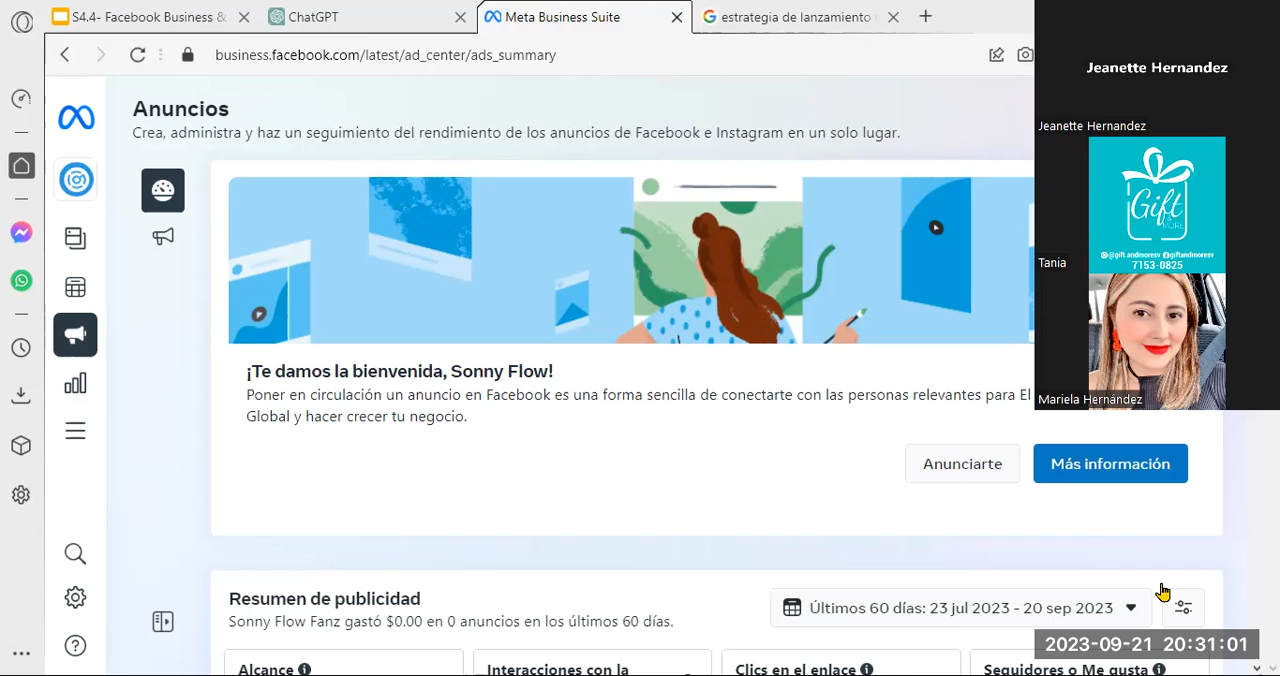 S4.4- Facebook Business &
ChatGPT
Meta Business Suite
estrategia de lanzamiento
business.facebook.com/latest/ad_center/ads_summary
Jeanette Hernandez
Jeanette Hernandez
Anuncios
Crea, administra y haz un seguimiento del rendimiento de los anuncios de Facebook e Instagram en un solo lugar.
Gift
& MORE
@gift.andmoresv giftandmoresv
7153-0825
Tania
Mariela Hernández
¡Te damos la bienvenida, Sonny Flow!
Poner en circulación un anuncio en Facebook es una forma sencilla de conectarte con las personas relevantes para El
Global y hacer crecer tu negocio.
Anunciarte
Más información
Resumen de publicidad
Sonny Flow Fanz gastó $0.00 en 0 anuncios en los últimos 60 días.
Últimos 60 días: 23 jul 2023 - 20 sep 2023
2023-09-21 20:31:01
Alcance
Interacciones con la
Clics en el enlace
Seguidores o Me gusta